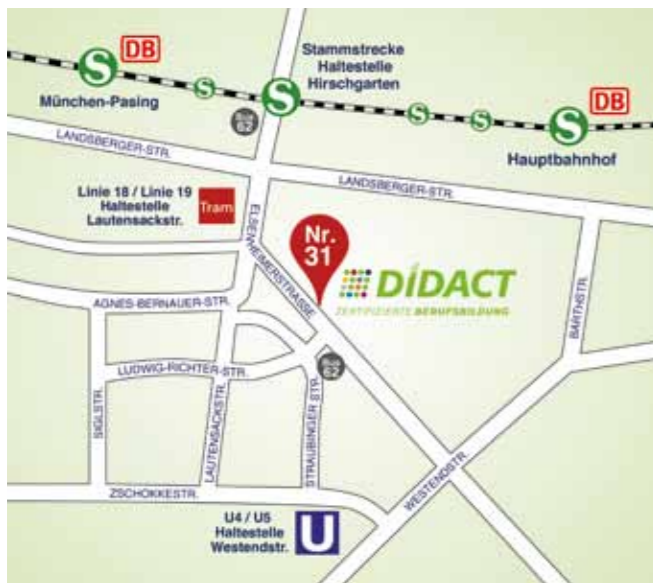 DB
S
München-Pasing
S
S
Stammstrecke
Haltestelle
Hirschgarten
S
S
S
DB
Hauptbahnhof
LANDSBERGER-STR.
LANDSBERGER-STR.
62
Linie 18 / Linie 19
Haltestelle
Lautensackstr.
Tram
ELSENHEIMERSTRASSE
Nr.
31
DIDACT
ZERTIFIZIERTE BERUFSBILDUNG
BARTHSTR.
AGNES-BERNAUER-STR.
LUDWIG-RICHTER-STR.
62
SIGLSTR.
LAUTENSACKSTR.
STRAUBINGER STR.
ZSCHOKKESTR.
WESTENDSTR.
U4 / U5
Haltestelle
Westendstr.
U